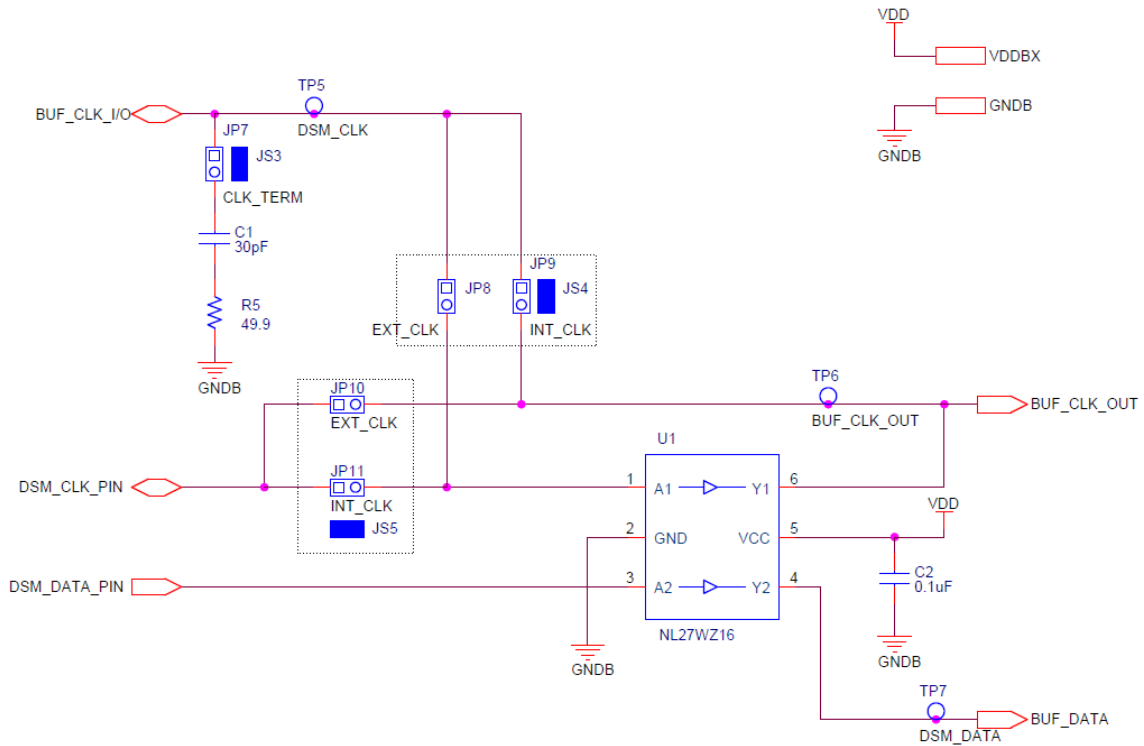 VDD
VDDBX
GNDB
GNDB
TP5
BUF_CLK_I/O
DSM_CLK
JP7
JS3
CLK_TERM
C1
30pF
R5
49.9
GNDB
JP9
JP8
JS4
EXT_CLK
INT_CLK
JP10
EXT_CLK
TP6
BUF_CLK_OUT
BUF_CLK_OUT
U1
DSM_CLK_PIN
JP11
INT_CLK
JS5
1
A1
Y1
6
VDD
2
GND
VCC
5
C2
0.1uF
DSM_DATA_PIN
3
A2
Y2
4
NL27WZ16
GNDB
GNDB
TP7
BUF_DATA
DSM_DATA